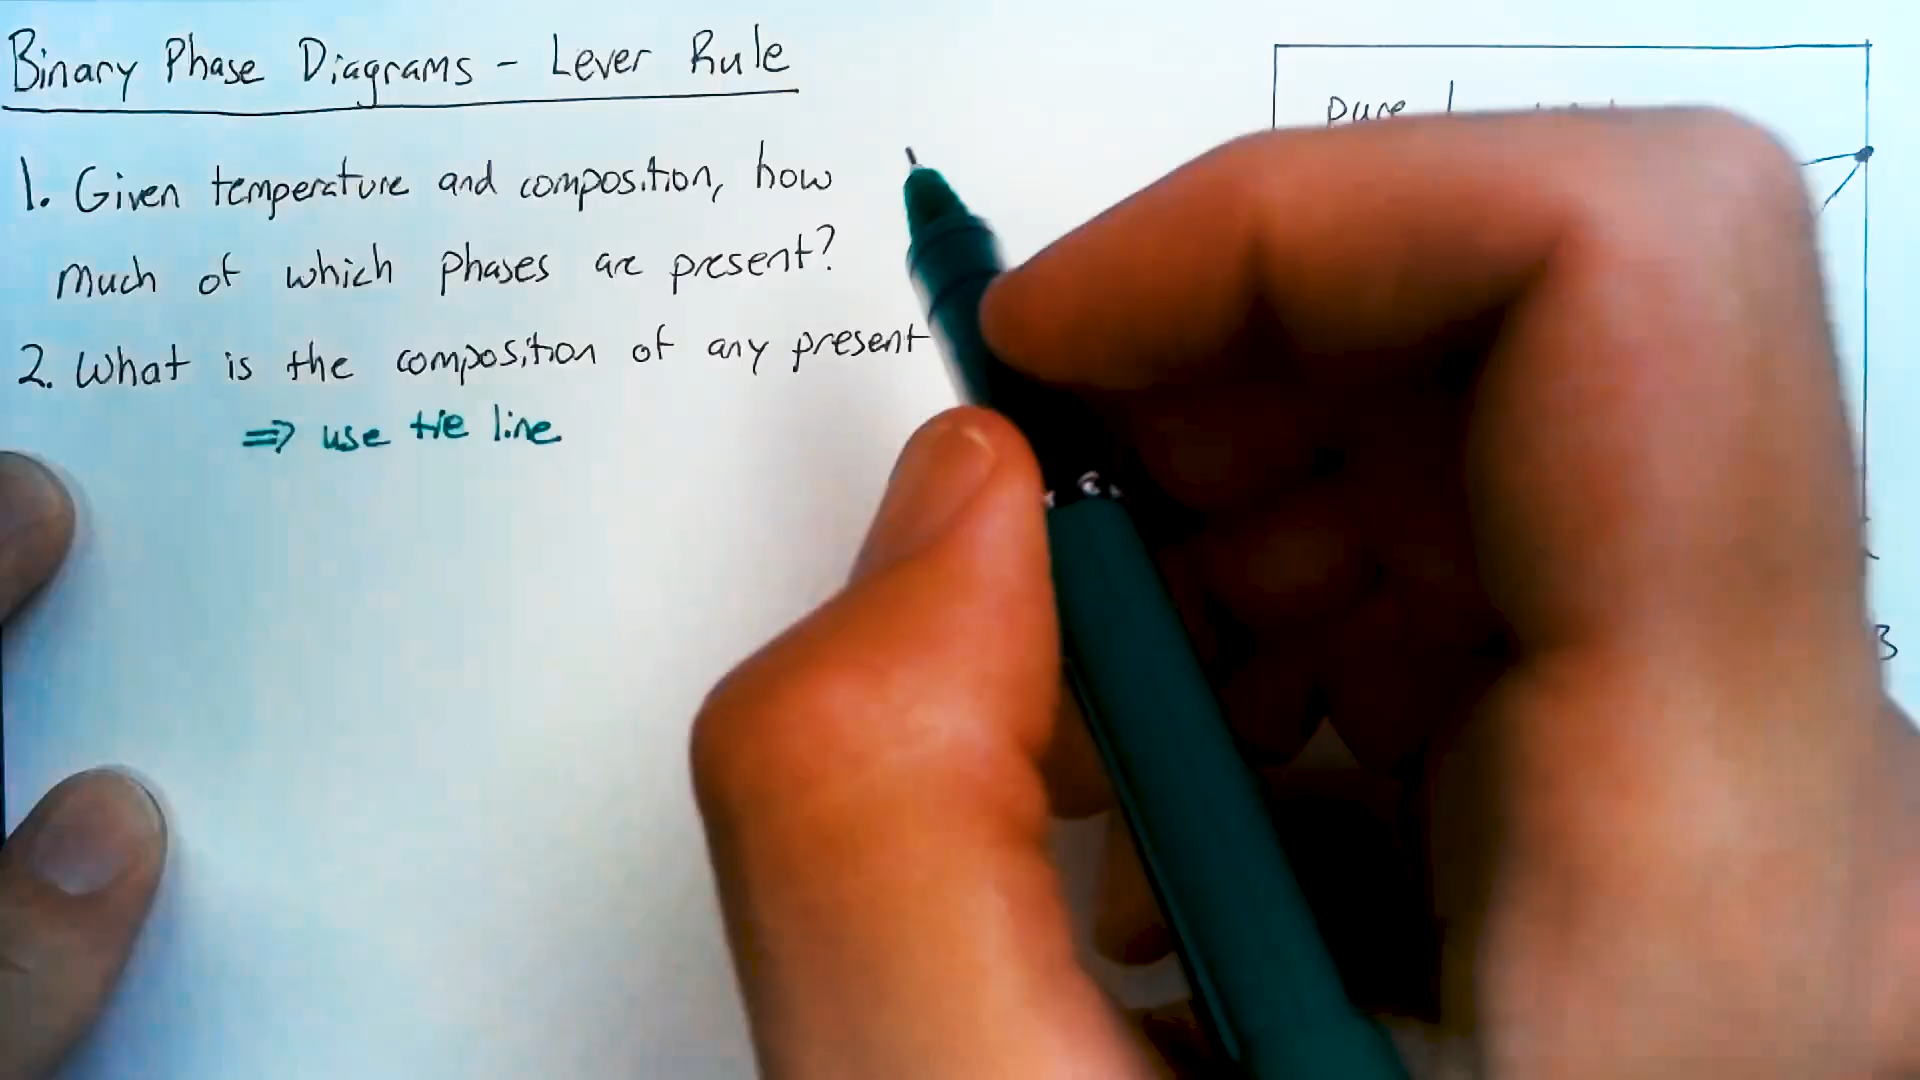 Binary Phase Diagrams - Lever Rule
1. Given temperature and composition, how
much of which phases are present?
2. What is the composition of any present
⇒ use tie line
pure
B